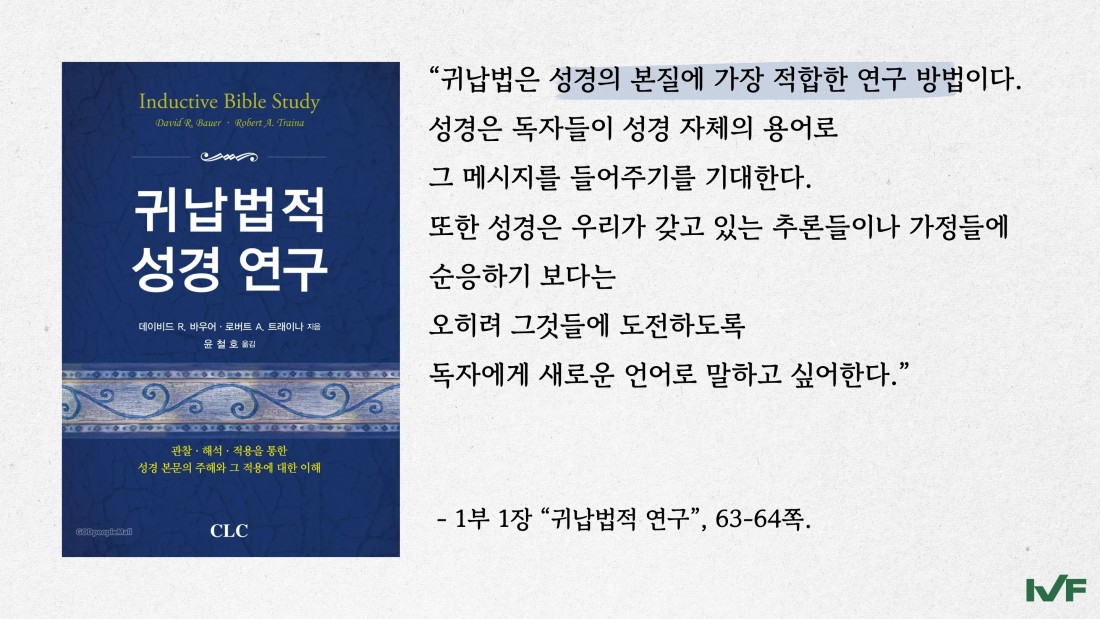 Inductive Bible Study
David R. Bauer · Robert A. Traina
귀납법적
성경 연구
데이비드 R. 바우어 · 로버트 A. 트래이나 지음
윤 철 호 옮김
관찰 · 해석 · 적용을 통한
성경 본문의 주해와 그 적용에 대한 이해
GODpeopleMall
CLC
“귀납법은 성경의 본질에 가장 적합한 연구 방법이다.
성경은 독자들이 성경 자체의 용어로
그 메시지를 들어주기를 기대한다.
또한 성경은 우리가 갖고 있는 추론들이나 가정들에
순응하기 보다는
오히려 그것들에 도전하도록
독자에게 새로운 언어로 말하고 싶어한다.”
- 1부 1장 “귀납법적 연구”, 63-64쪽.
IVF